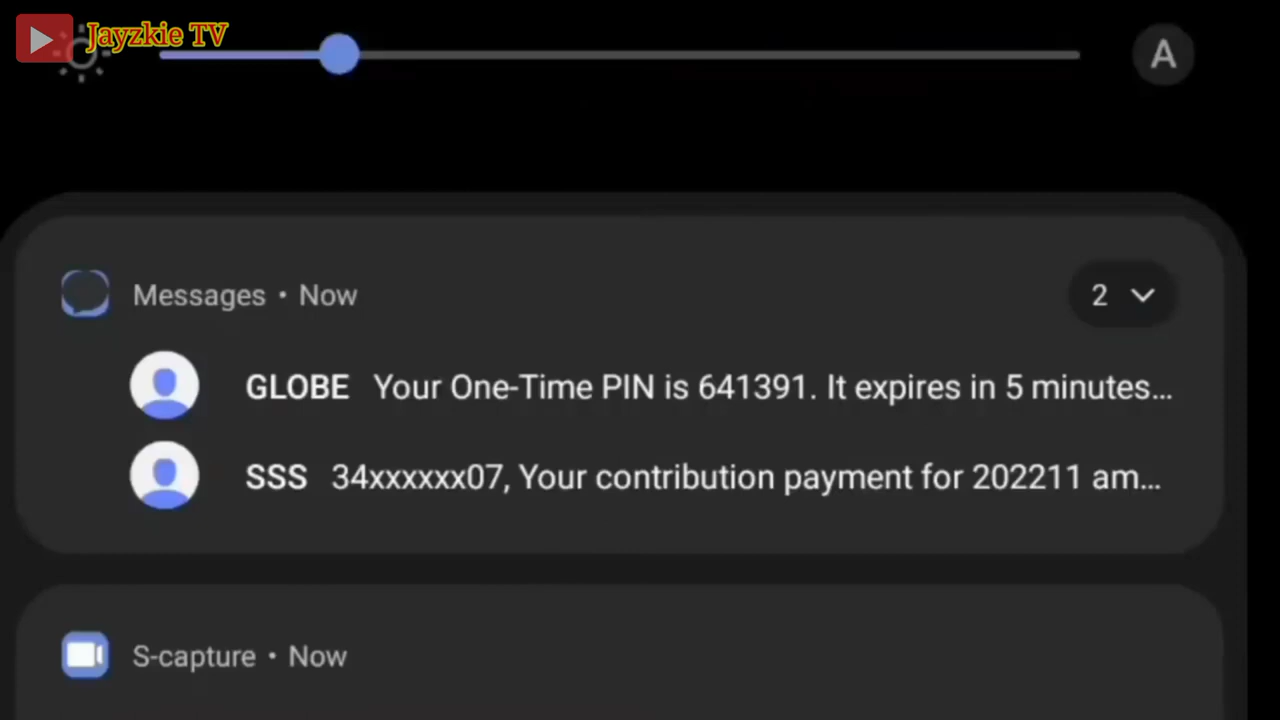 Jayzkie TV
A
Messages • Now
2
GLOBE Your One-Time PIN is 641391. It expires in 5 minutes...
SSS 34xxxxxx07, Your contribution payment for 202211 am...
S-capture • Now